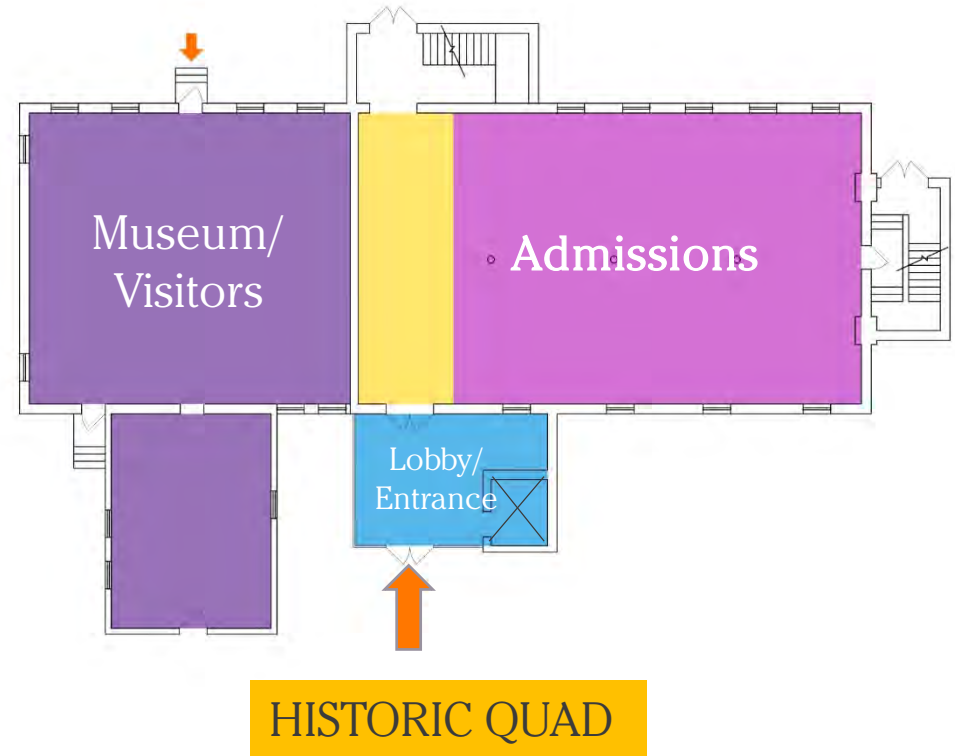 Museum/
Visitors
Admissions
Lobby/
Entrance
HISTORIC QUAD